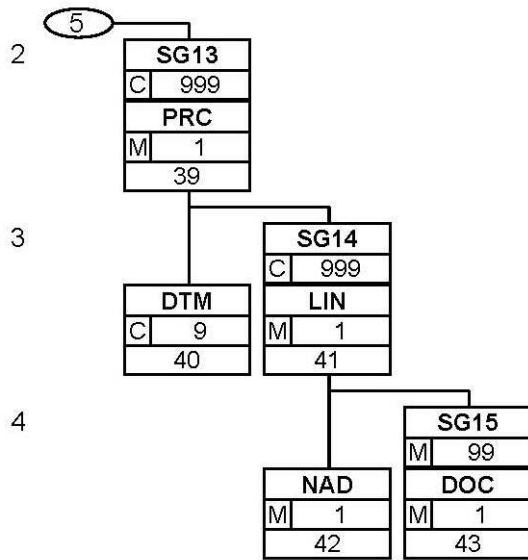 5
2
SG13
C 999
PRC
M 1
39
3
SG14
C 999
DTM
C 9
40
LIN
M 1
41
4
SG15
M 99
NAD
M 1
42
DOC
M 1
43